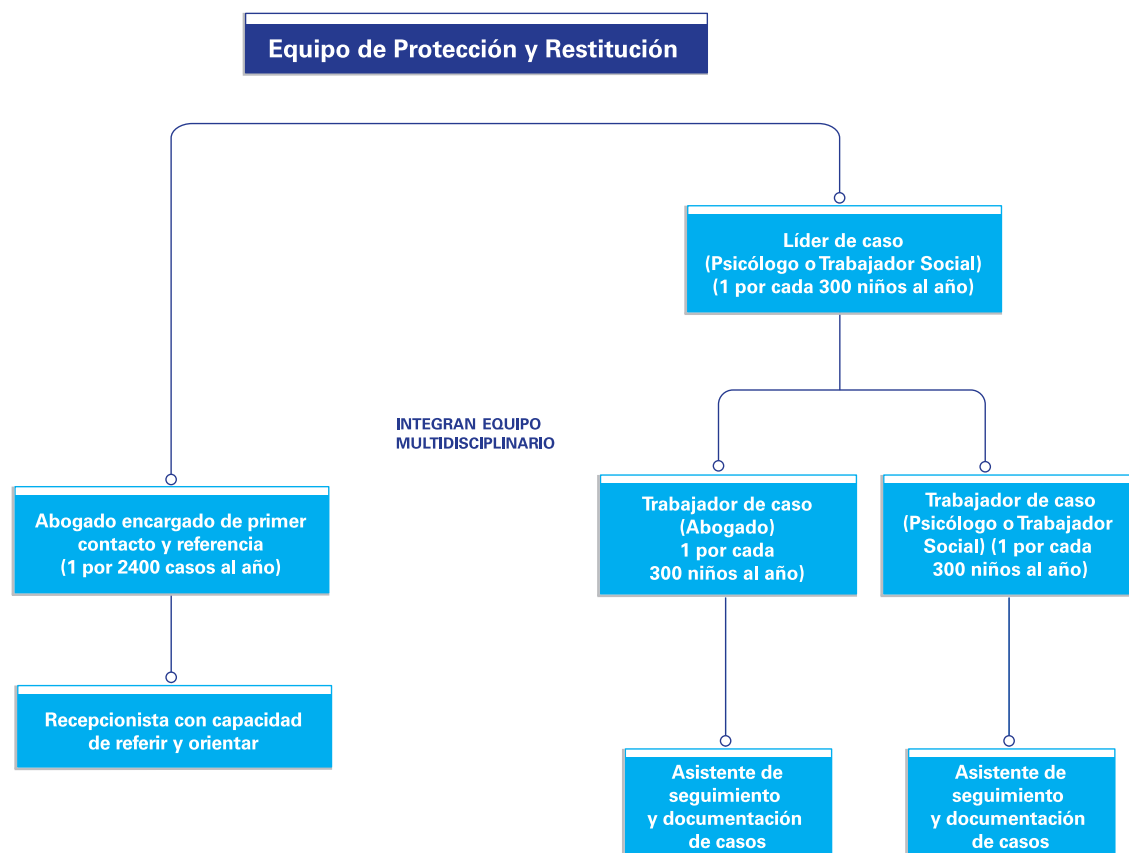 Equipo de Protección y Restitución
Líder de caso
(Psicólogo o Trabajador Social)
(1 por cada 300 niños al año)
INTEGRAN EQUIPO
MULTIDISCIPLINARIO
Abogado encargado de primer
contacto y referencia
(1 por 2400 casos al año)
Trabajador de caso
(Abogado)
1 por cada
300 niños al año)
Trabajador de caso
(Psicólogo o Trabajador
Social) (1 por cada
300 niños al año)
Recepcionista con capacidad
de referir y orientar
Asistente de
seguimiento
y documentación
de casos
Asistente de
seguimiento
y documentación
de casos